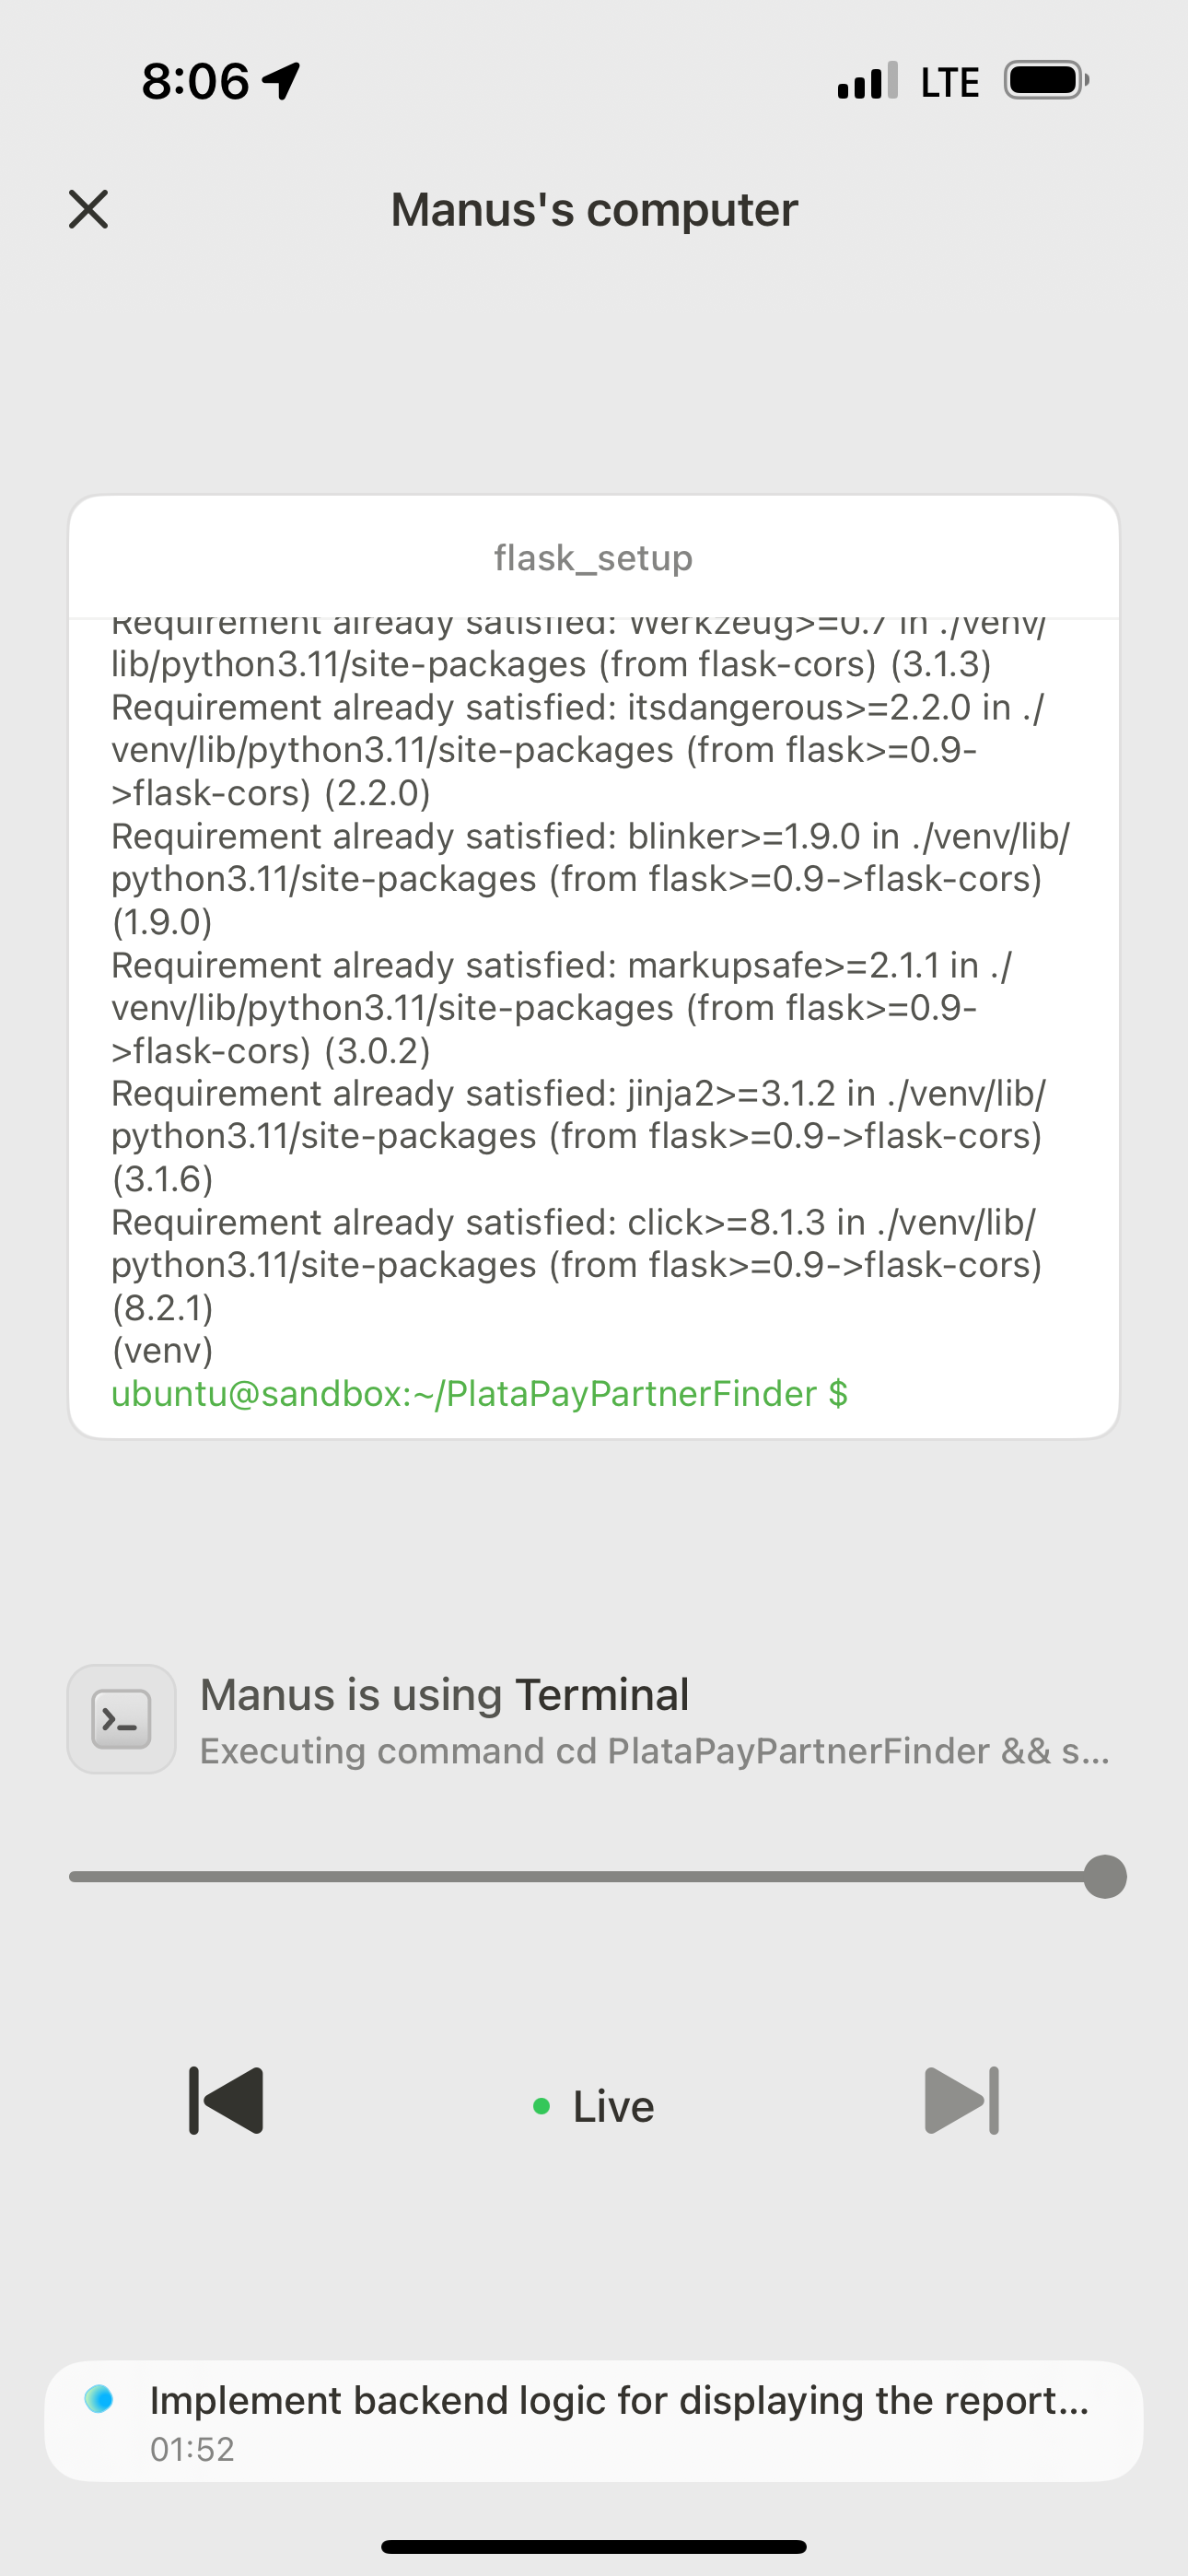 8:06
LTE
Manus's computer
flask_setup
Requirement already satisfied: Werkzeug>=0.7 in ./venv/
lib/python3.11/site-packages (from flask-cors) (3.1.3)
Requirement already satisfied: itsdangerous>=2.2.0 in ./
venv/lib/python3.11/site-packages (from flask>=0.9-
>flask-cors) (2.2.0)
Requirement already satisfied: blinker>=1.9.0 in ./venv/lib/
python3.11/site-packages (from flask>=0.9->flask-cors)
(1.9.0)
Requirement already satisfied: markupsafe>=2.1.1 in ./
venv/lib/python3.11/site-packages (from flask>=0.9-
>flask-cors) (3.0.2)
Requirement already satisfied: jinja2>=3.1.2 in ./venv/lib/
python3.11/site-packages (from flask>=0.9->flask-cors)
(3.1.6)
Requirement already satisfied: click>=8.1.3 in ./venv/lib/
python3.11/site-packages (from flask>=0.9->flask-cors)
(8.2.1)
(venv)
ubuntu@sandbox:~/PlataPayPartnerFinder $
Manus is using Terminal
Executing command cd PlataPayPartnerFinder && s...
Live
Implement backend logic for displaying the report...
01:52